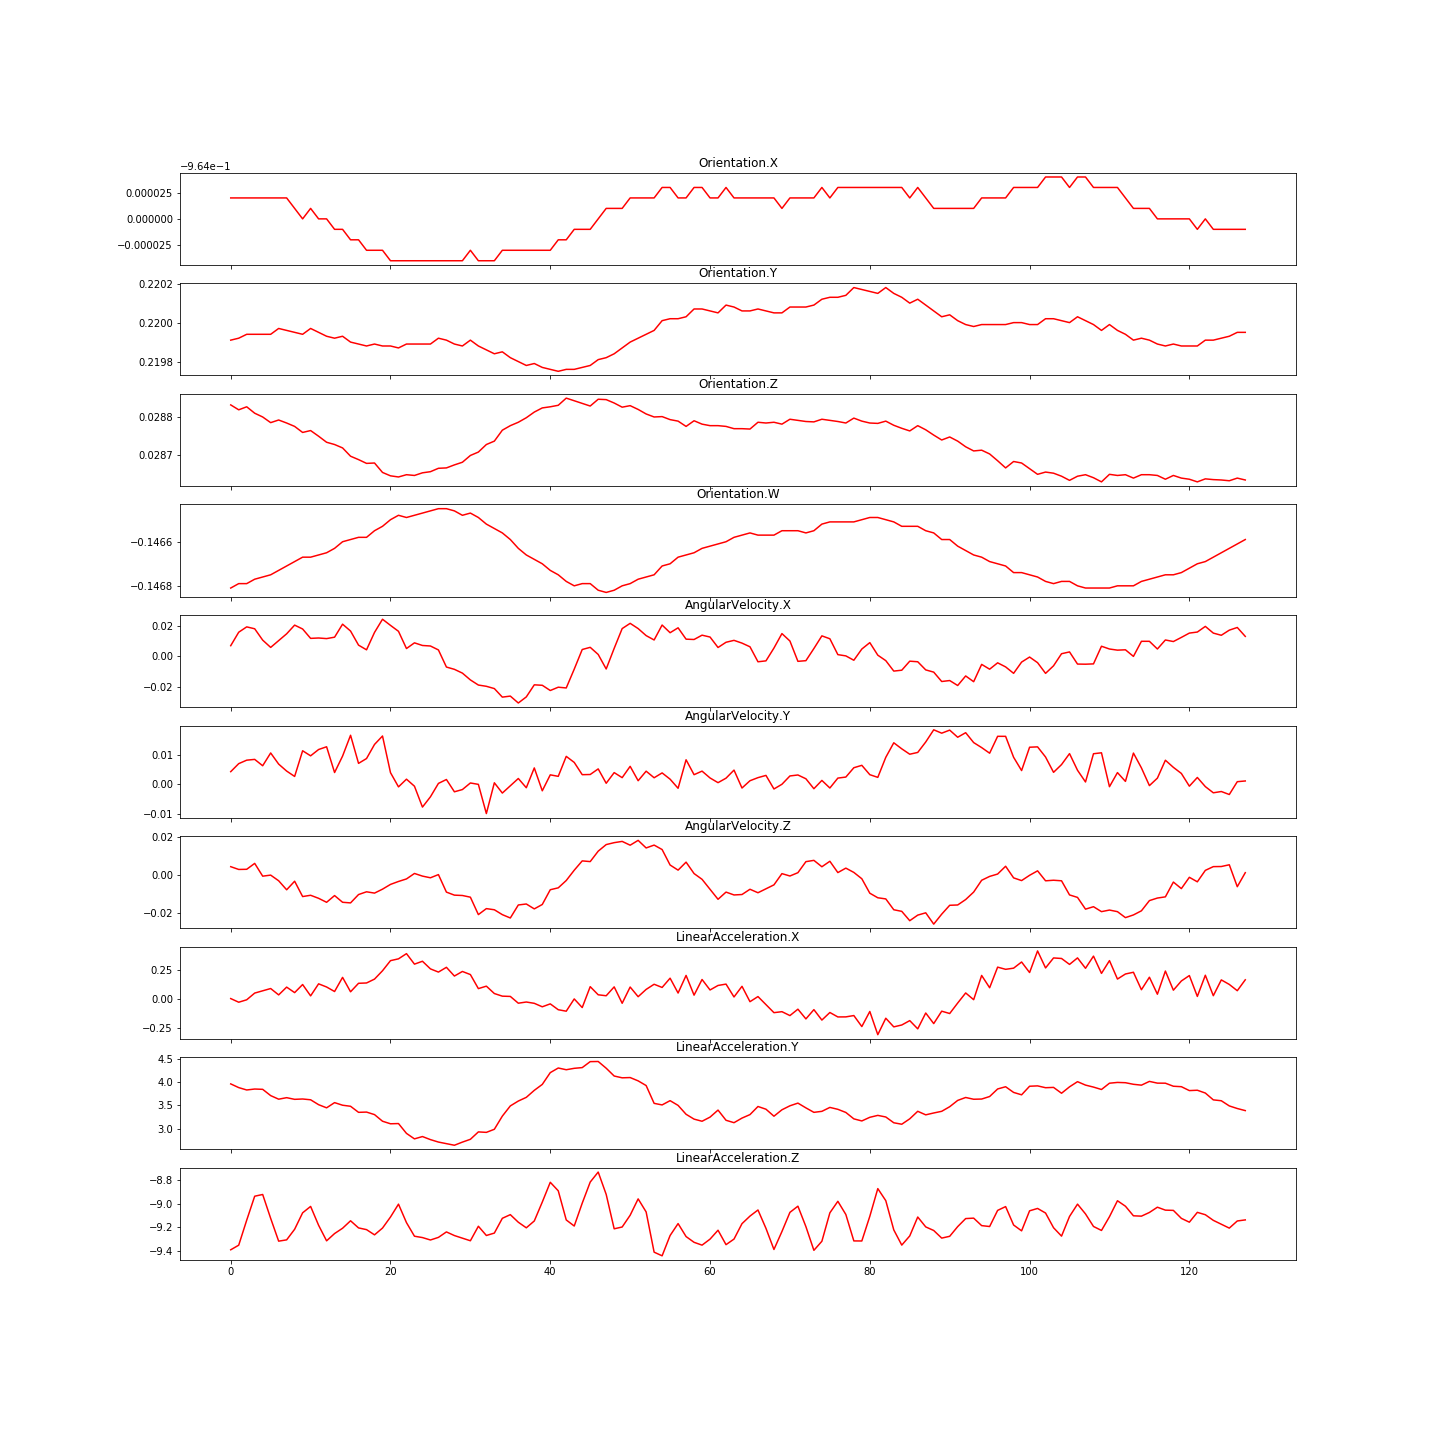 Orientation.X
−9.64e−1
0.000025
0.000000
−0.000025
Orientation.Y
0.2202
0.2200
0.2198
Orientation.Z
0.0288
0.0287
Orientation.W
−0.1466
−0.1468
AngularVelocity.X
0.02
0.00
−0.02
AngularVelocity.Y
0.01
0.00
−0.01
AngularVelocity.Z
0.02
0.00
−0.02
LinearAcceleration.X
0.25
0.00
−0.25
LinearAcceleration.Y
4.5
4.0
3.5
3.0
LinearAcceleration.Z
−8.8
−9.0
−9.2
−9.4
0 20 40 60 80 100 120